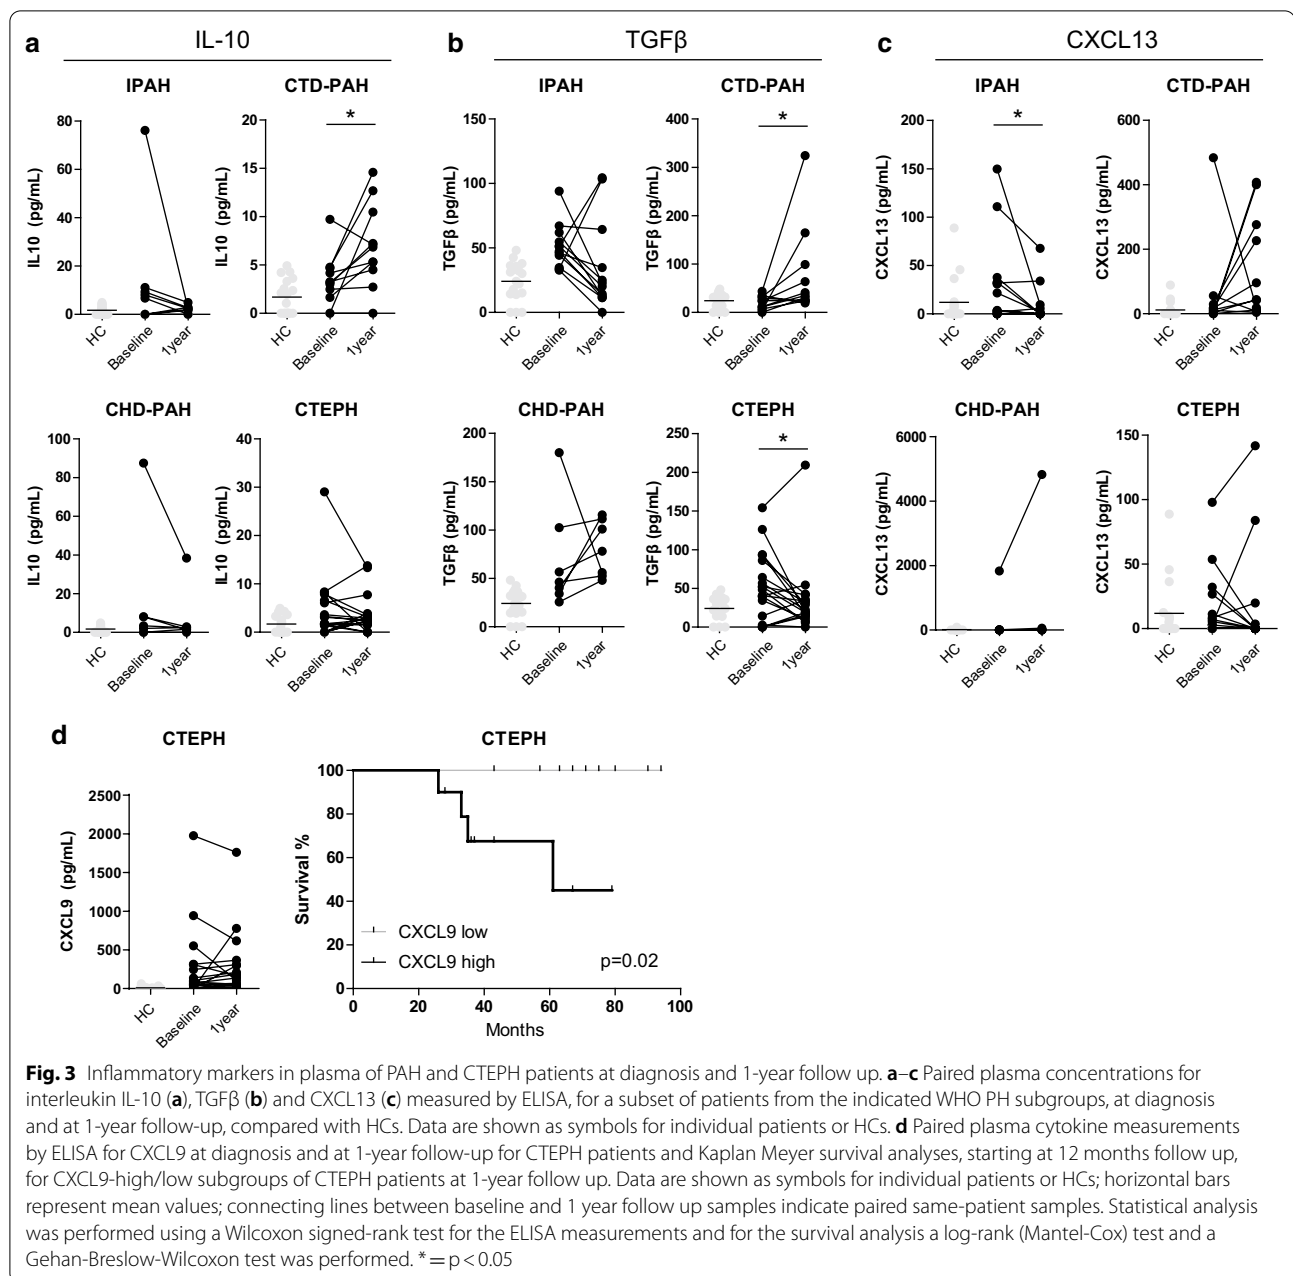 a
IL-10
b
TGFβ
c
CXCL13
IPAH
CTD-PAH
IPAH
CTD-PAH
IPAH
CTD-PAH
IL10 (pg/mL)
80
60
40
20
0
HC
Baseline
1year
IL10 (pg/mL)
20
15
10
5
0
*
HC
Baseline
1year
TGFβ (pg/mL)
150
100
50
0
HC
Baseline
1year
TGFβ (pg/mL)
400
300
200
100
0
*
HC
Baseline
1year
CXCL13 (pg/mL)
200
150
100
50
0
*
HC
Baseline
1year
CXCL13 (pg/mL)
600
400
200
0
HC
Baseline
1year
CHD-PAH
CTEPH
CHD-PAH
CTEPH
CHD-PAH
CTEPH
IL10 (pg/mL)
100
80
60
40
20
0
HC
Baseline
1year
IL10 (pg/mL)
40
30
20
10
0
HC
Baseline
1year
TGFβ (pg/mL)
200
150
100
50
0
HC
Baseline
1year
TGFβ (pg/mL)
250
200
150
100
50
0
*
HC
Baseline
1year
CXCL13 (pg/mL)
6000
4000
2000
0
HC
Baseline
1year
CXCL13 (pg/mL)
150
100
50
0
HC
Baseline
1year
d
CTEPH
CXCL9 (pg/mL)
2500
2000
1500
1000
500
0
HC
Baseline
1year
CTEPH
Survival %
100
80
60
40
20
0
CXCL9 low
CXCL9 high
p=0.02
0
20
40
60
80
100
Months
Fig. 3 Inflammatory markers in plasma of PAH and CTEPH patients at diagnosis and 1-year follow up. a–c Paired plasma concentrations for
interleukin IL-10 (a), TGFβ (b) and CXCL13 (c) measured by ELISA, for a subset of patients from the indicated WHO PH subgroups, at diagnosis
and at 1-year follow-up, compared with HCs. Data are shown as symbols for individual patients or HCs. d Paired plasma cytokine measurements
by ELISA for CXCL9 at diagnosis and at 1-year follow-up for CTEPH patients and Kaplan Meyer survival analyses, starting at 12 months follow up,
for CXCL9-high/low subgroups of CTEPH patients at 1-year follow up. Data are shown as symbols for individual patients or HCs; horizontal bars
represent mean values; connecting lines between baseline and 1 year follow up samples indicate paired same-patient samples. Statistical analysis
was performed using a Wilcoxon signed-rank test for the ELISA measurements and for the survival analysis a log-rank (Mantel-Cox) test and a
Gehan-Breslow-Wilcoxon test was performed. * = p < 0.05